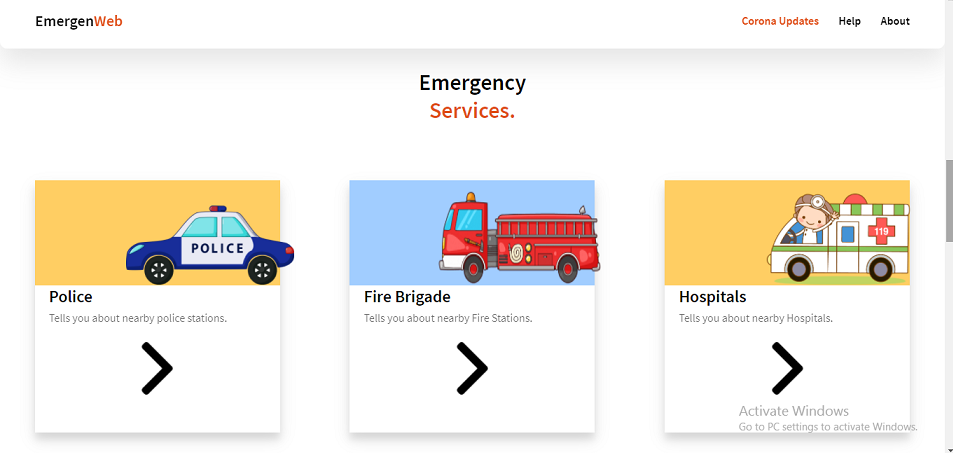 EmergenWeb
Corona Updates Help About
Emergency
Services.
POLICE
119
Police
Tells you about nearby police stations.
Fire Brigade
Tells you about nearby Fire Stations.
Hospitals
Tells you about nearby Hospitals.
Activate Windows
Go to PC settings to activate Windows.